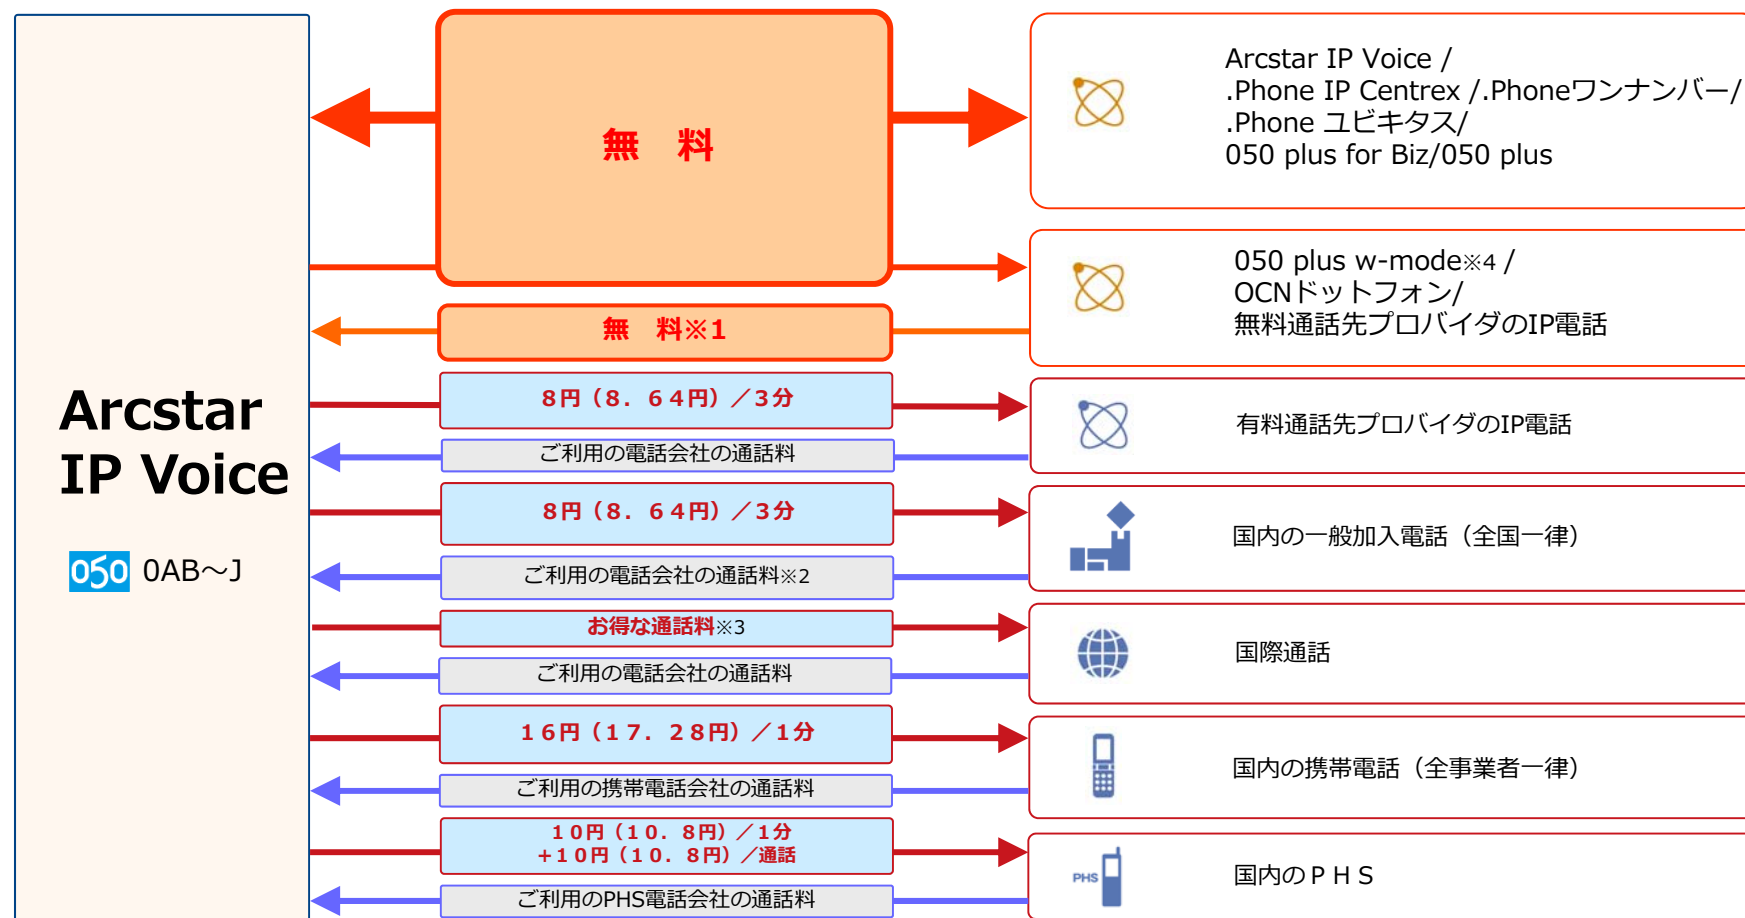 Arcstar
IP Voice
050 0AB～J
無　料
Arcstar IP Voice /
.Phone IP Centrex /.Phoneワンナンバー/
.Phone ユビキタス/
050 plus for Biz/050 plus
無　料※1
050 plus w-mode※4 /
OCNドットフォン/
無料通話先プロバイダのIP電話
８円（８．６４円）／３分
ご利用の電話会社の通話料
有料通話先プロバイダのIP電話
８円（８．６４円）／３分
ご利用の電話会社の通話料※2
国内の一般加入電話（全国一律）
お得な通話料※3
ご利用の電話会社の通話料
国際通話
１６円（１７．２８円）／１分
ご利用の携帯電話会社の通話料
国内の携帯電話（全事業者一律）
１０円（１０．８円）／１分
+１０円（１０．８円）／通話
ご利用のPHS電話会社の通話料
PHS
国内のＰＨＳ